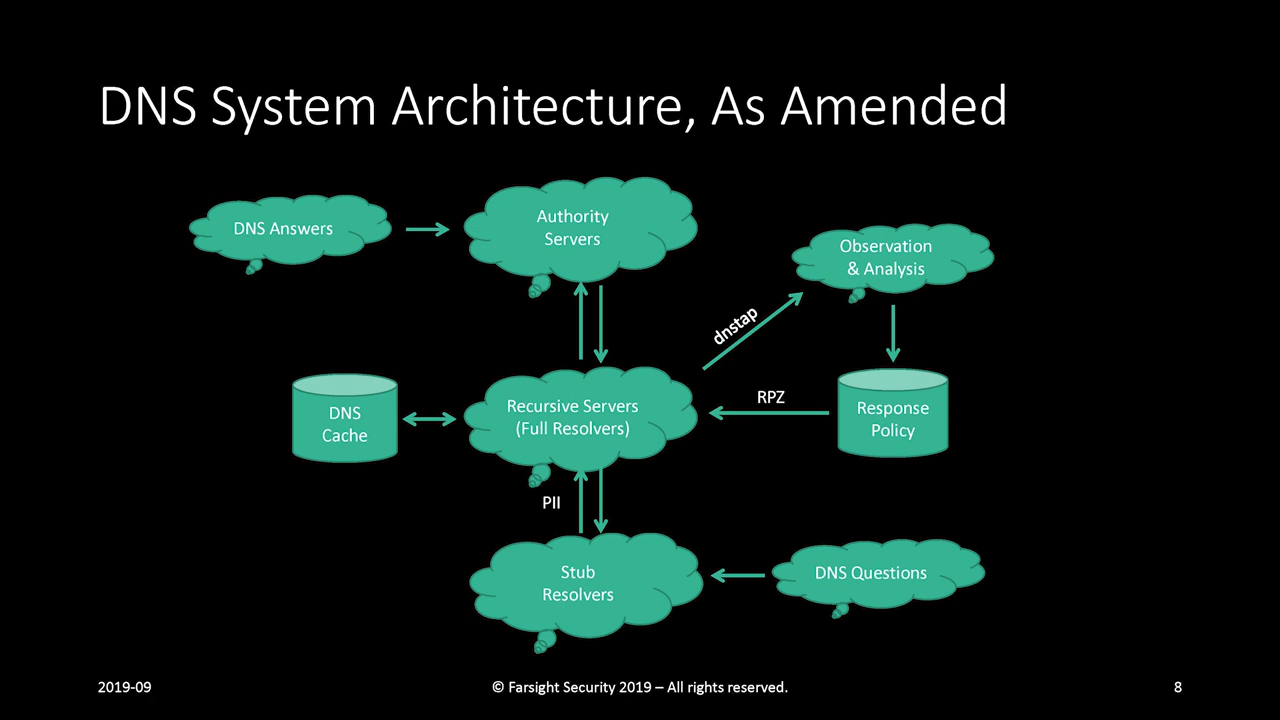 DNS System Architecture, As Amended
DNS Answers
Authority
Servers
Observation
& Analysis
dnstap
DNS
Cache
Recursive Servers
(Full Resolvers)
RPZ
Response
Policy
PII
Stub
Resolvers
DNS Questions
2019-09
© Farsight Security 2019 – All rights reserved.
8